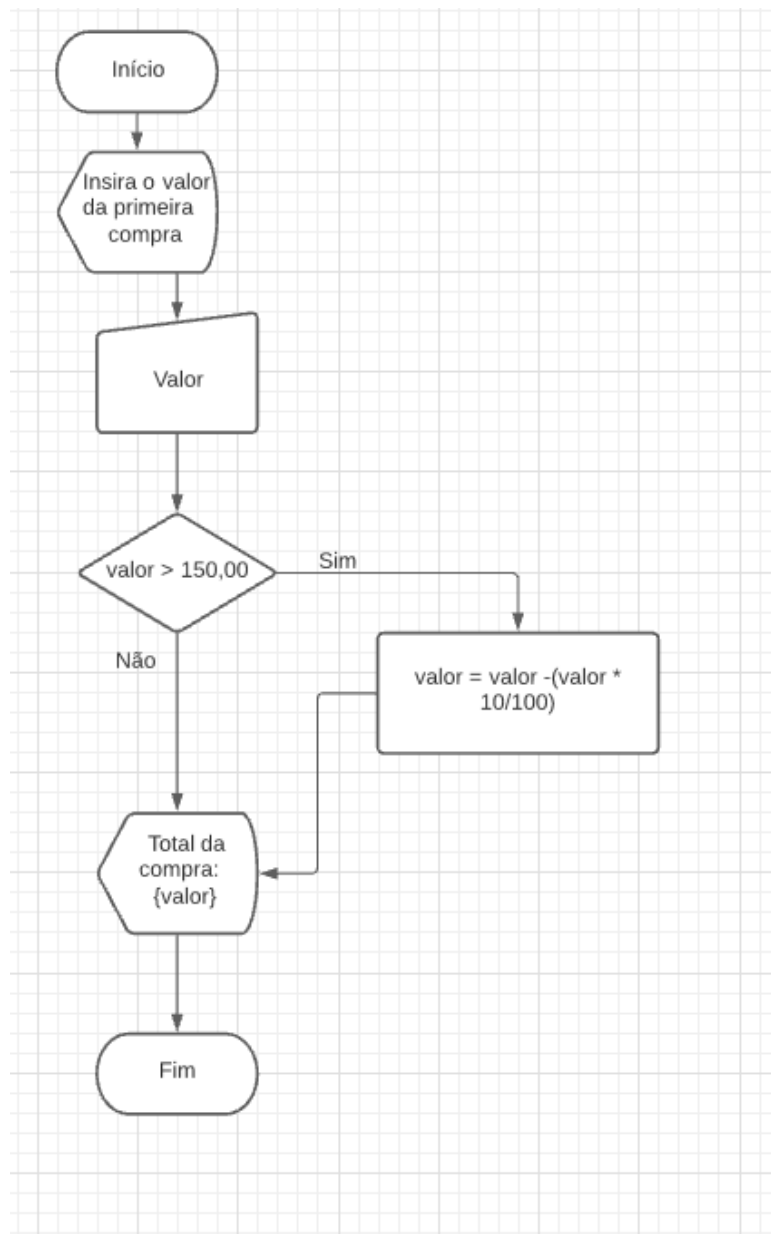 Início
Insira o valor
da primeira
compra
Valor
valor > 150,00
Sim
Não
valor = valor -(valor *
10/100)
Total da
compra:
{valor}
Fim